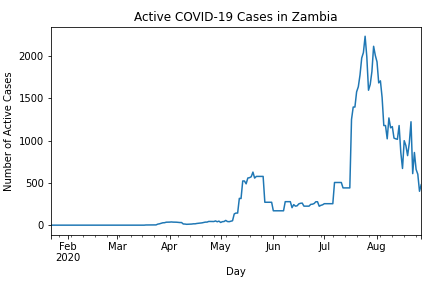 Active COVID-19 Cases in Zambia
Number of Active Cases
2000
1500
1000
500
0
Feb Mar Apr May Jun Jul Aug
2020
Day